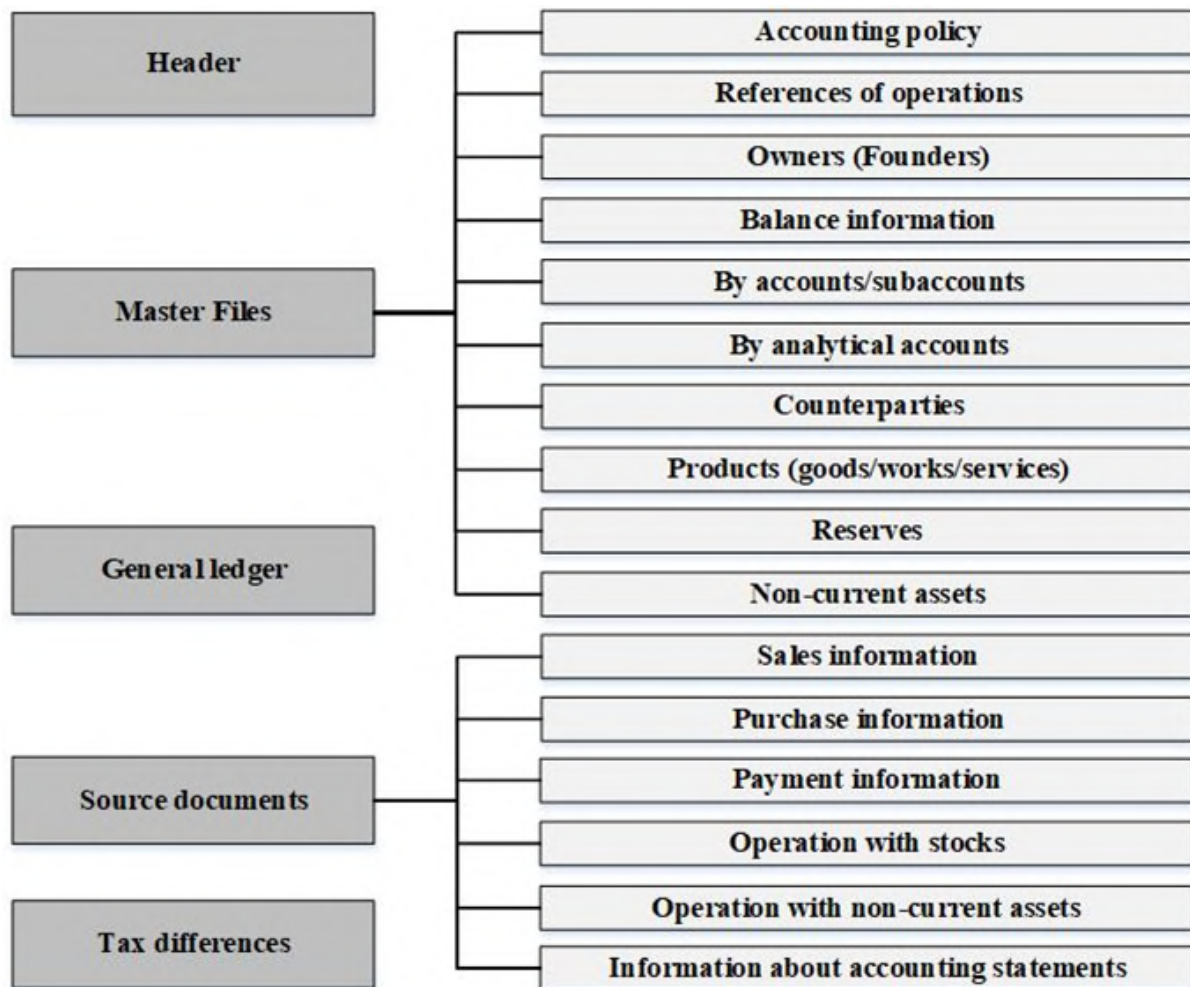 Header
Master Files
General ledger
Source documents
Tax differences
Accounting policy
References of operations
Owners (Founders)
Balance information
By accounts/subaccounts
By analytical accounts
Counterparties
Products (goods/works/services)
Reserves
Non-current assets
Sales information
Purchase information
Payment information
Operation with stocks
Operation with non-current assets
Information about accounting statements